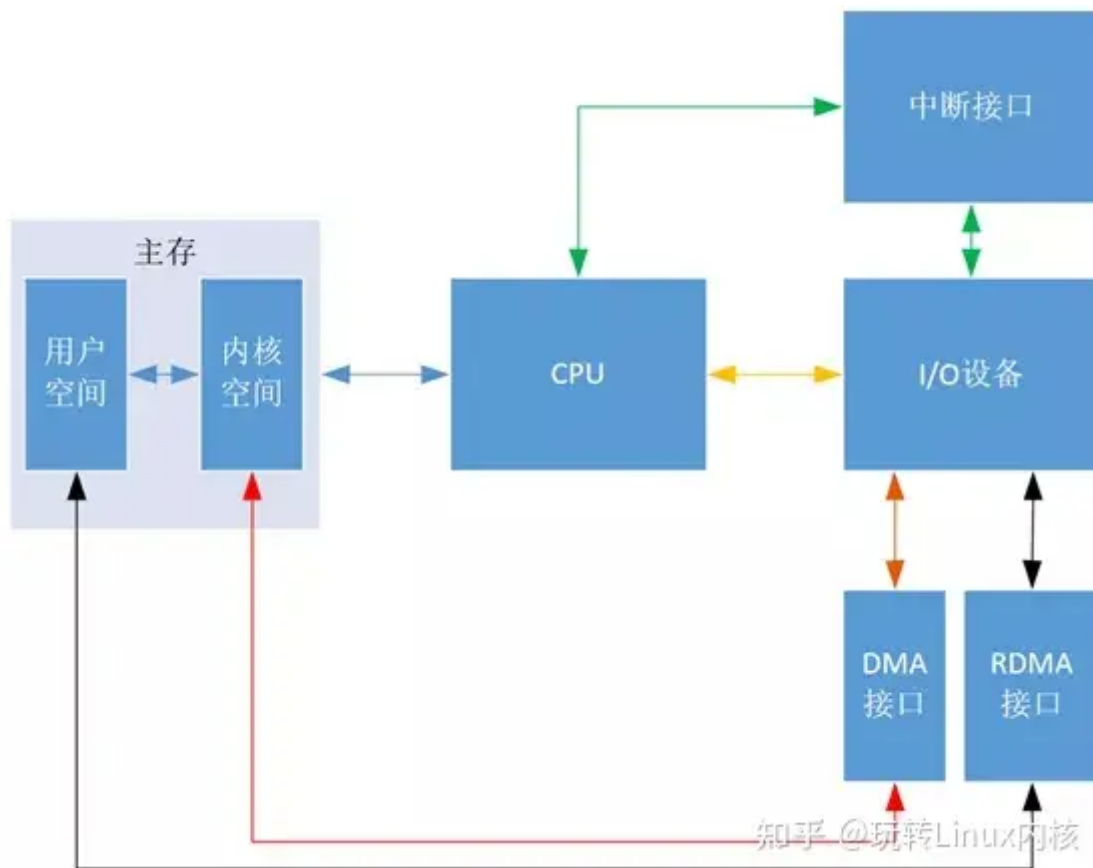 中断接口
主存
用户
空间
内核
空间
CPU
I/O设备
DMA
接口
RDMA
接口
知乎 @玩转Linux内核